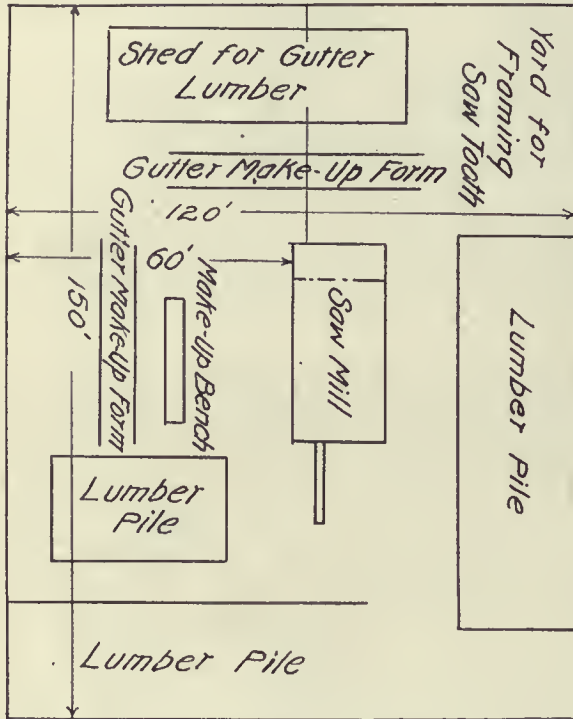 Shed for Gutter
Lumber
Yard for
Framing
Saw Tooth
Gutter Make-Up Form
120'
60'
150'
Gutter Make-Up Form
Make-Up Bench
Saw Mill
Lumber Pile
Lumber
Pile
Lumber Pile